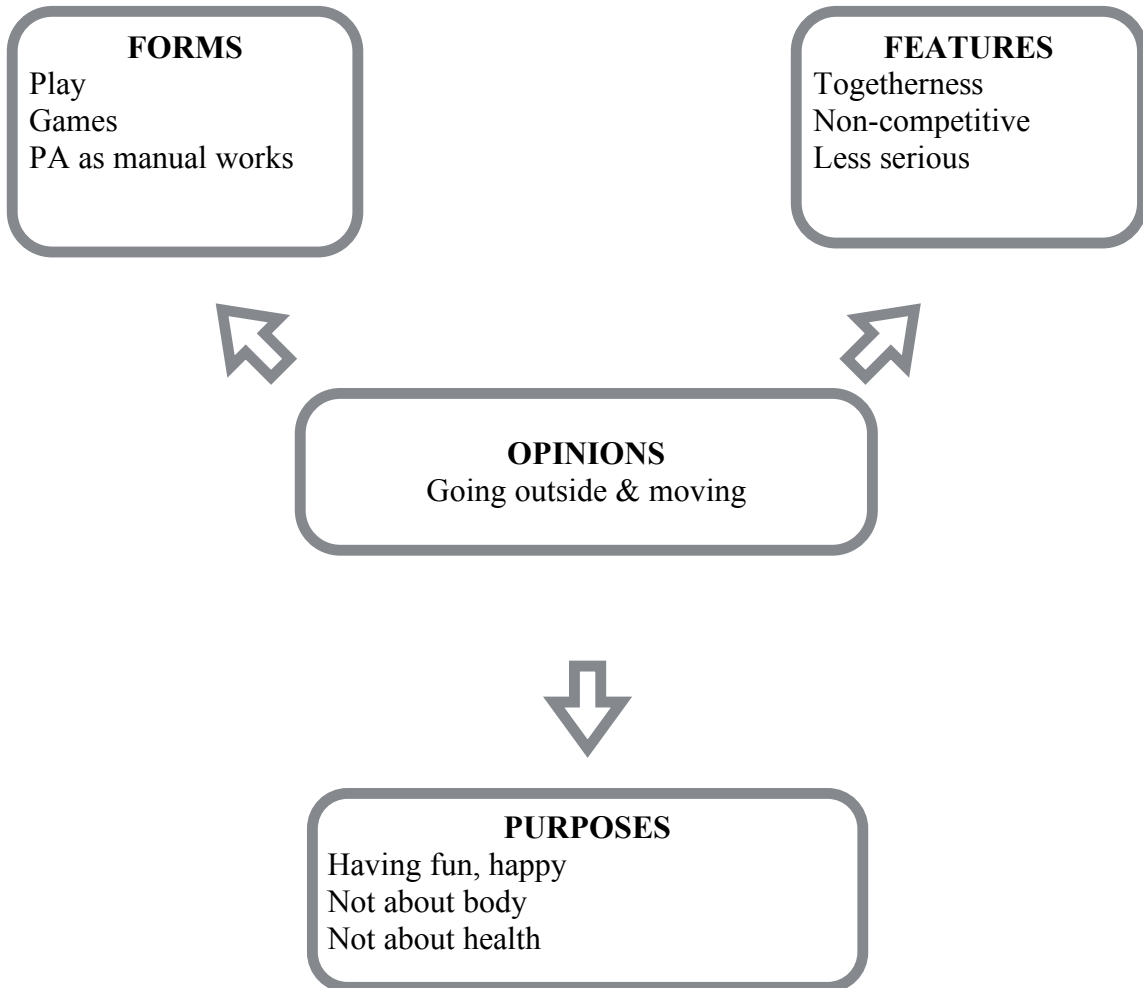 FORMS
Play
Games
PA as manual works
FEATURES
Togetherness
Non-competitive
Less serious
OPINIONS
Going outside & moving
PURPOSES
Having fun, happy
Not about body
Not about health